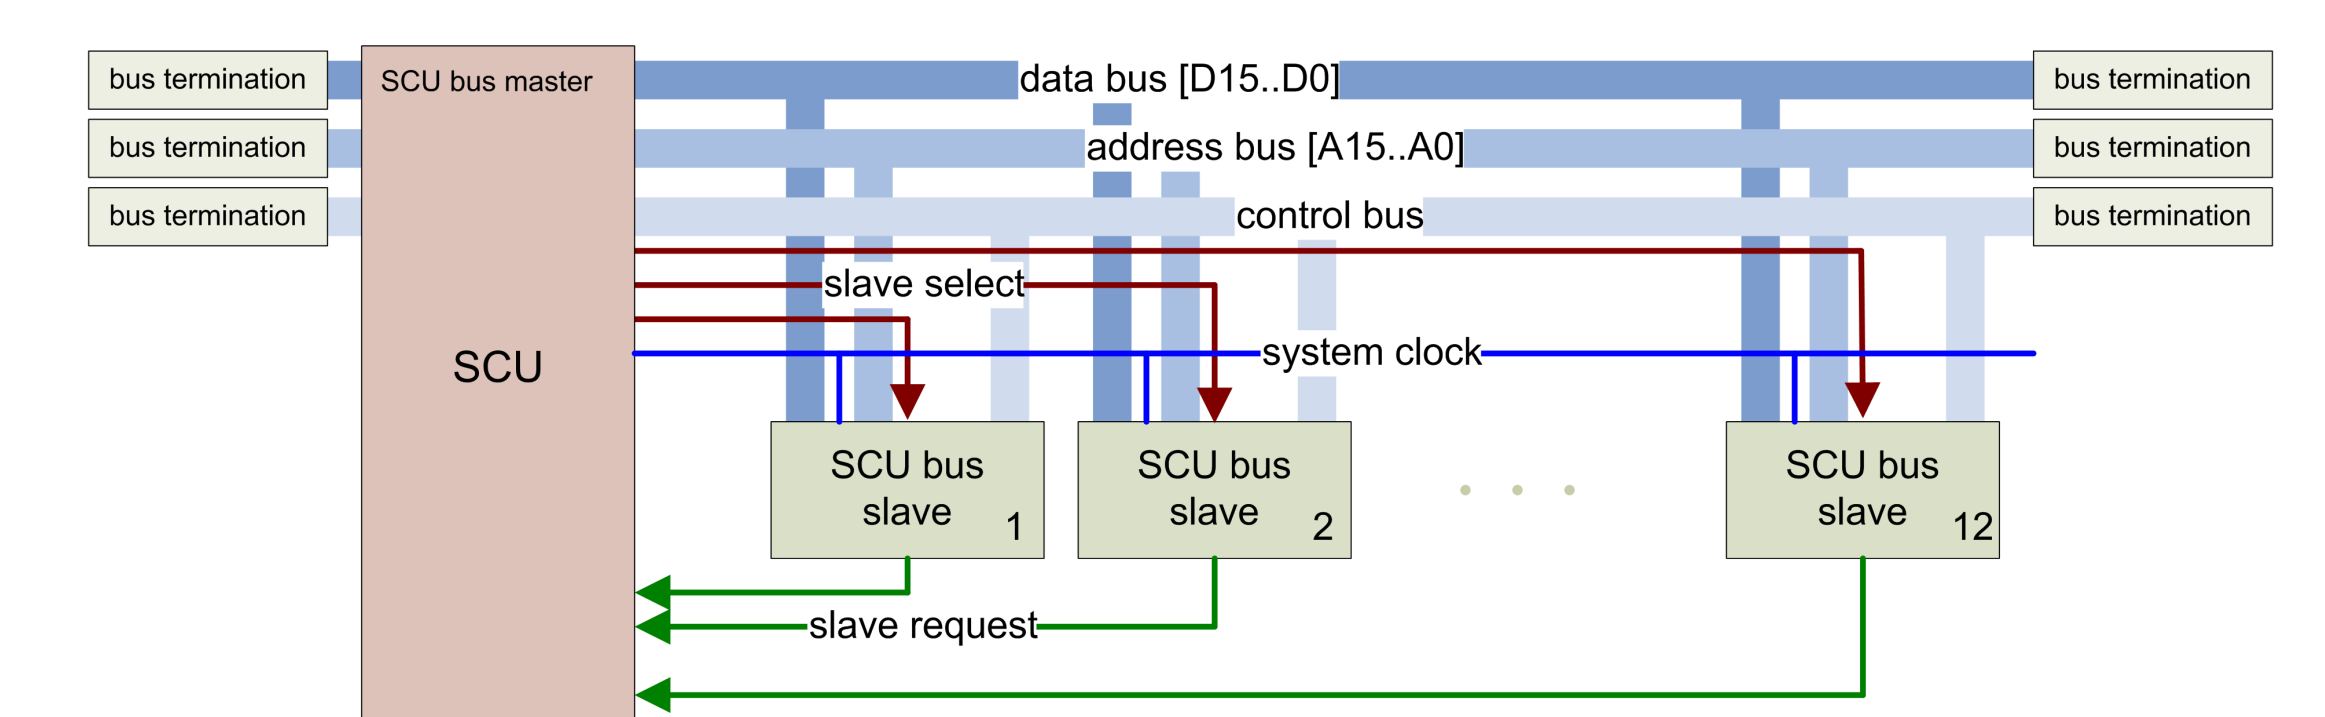 bus termination
SCU bus master
data bus [D15..D0]
bus termination
bus termination
address bus [A15..A0]
bus termination
bus termination
control bus
bus termination
slave select
system clock
SCU
SCU bus
slave
1
SCU bus
slave
2
SCU bus
slave
12
slave request